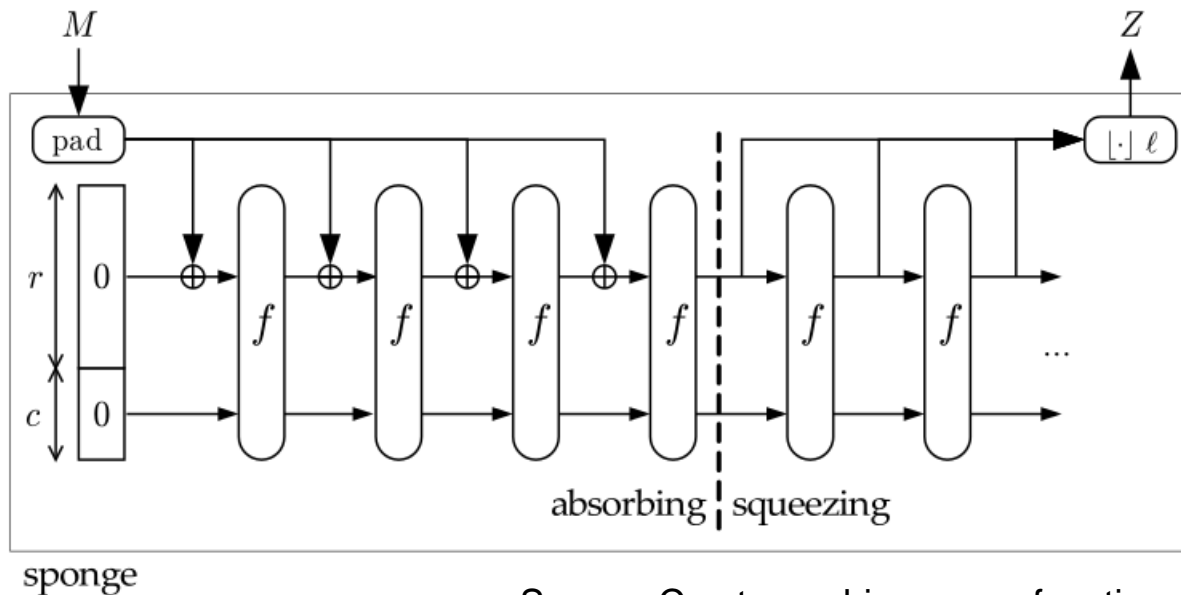 M Z
pad ⌊·⌋ ℓ
r 0 ⊕ ⊕ ⊕ ⊕
f f f f f f f
...
c 0
absorbing squeezing
sponge